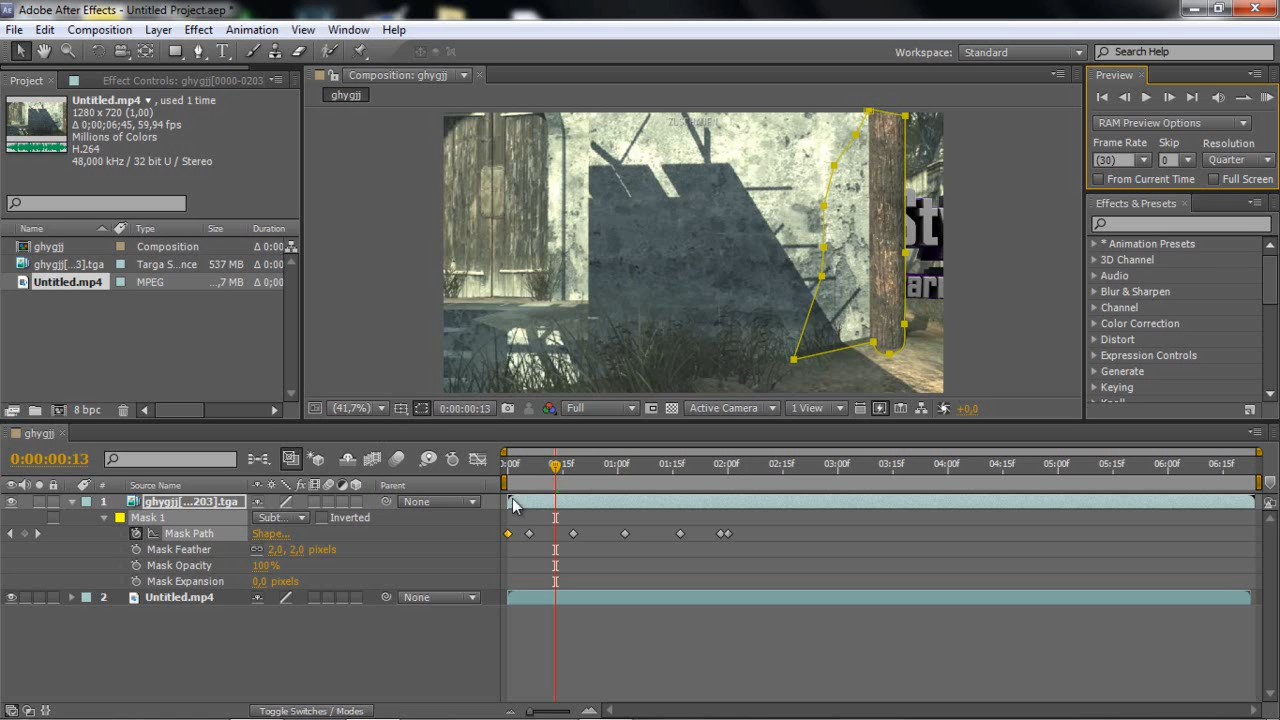 Adobe After Effects - Untitled Project.aep *
File Edit Composition Layer Effect Animation View Window Help
Workspace: Standard Search Help
Project Effect Controls: ghygjj[0000-0203
Untitled.mp4 ▼, used 1 time
1280 x 720 (1,00)
Δ 0;00;06;45, 59,94 fps
Millions of Colors
H.264
48,000 kHz / 32 bit U / Stereo
Name Type Size Duration
ghygjj Composition Δ 0:00
ghygjj[...3].tga Targa S...nce 537 MB Δ 0:00
Untitled.mp4 MPEG ...,7 MB Δ 0;00
8 bpc
Composition: ghygjj
ghygjj
(41,7%) 0:00:00:13 Full Active Camera 1 View +0,0
Preview
RAM Preview Options
Frame Rate Skip Resolution
(30) 0 Quarter
From Current Time Full Screen
Effects & Presets
* Animation Presets
3D Channel
Audio
Blur & Sharpen
Channel
Color Correction
Distort
Expression Controls
Generate
Keying
ghygjj
0:00:00:13
:00f 15f 01:00f 01:15f 02:00f 02:15f 03:00f 03:15f 04:00f 04:15f 05:00f 05:15f 06:00f 06:15f
# Source Name Parent
1 ghygjj[...203].tga None
Mask 1 Subt... Inverted
Mask Path Shape...
Mask Feather 2,0, 2,0 pixels
Mask Opacity 100%
Mask Expansion 0,0 pixels
2 Untitled.mp4 None
Toggle Switches / Modes